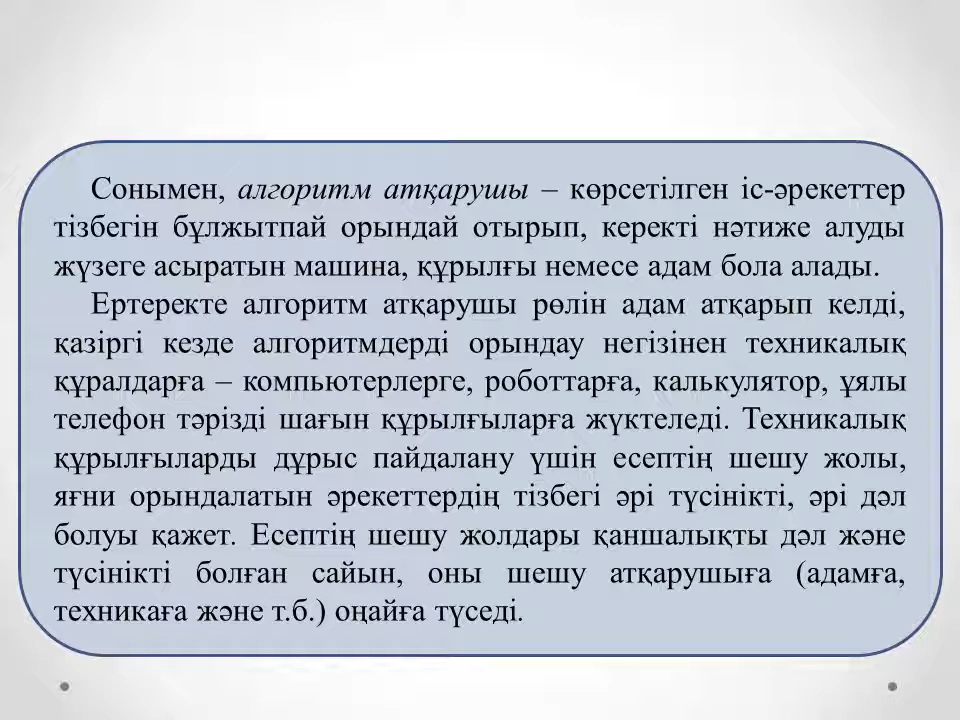 Сонымен, алгоритм атқарушы – көрсетілген іс-әрекеттер
тізбегін бұлжытпай орындай отырып, керекті нәтиже алуды
жүзеге асыратын машина, құрылғы немесе адам бола алады.
Ертеректе алгоритм атқарушы рөлін адам атқарып келді,
қазіргі кезде алгоритмдерді орындау негізінен техникалық
құралдарға – компьютерлерге, роботтарға, калькулятор, ұялы
телефон тәрізді шағын құрылғыларға жүктеледі. Техникалық
құрылғыларды дұрыс пайдалану үшін есептің шешу жолы,
яғни орындалатын әрекеттердің тізбегі әрі түсінікті, әрі дәл
болуы қажет. Есептің шешу жолдары қаншалықты дәл және
түсінікті болған сайын, оны шешу атқарушыға (адамға,
техникаға және т.б.) оңайға түседі.